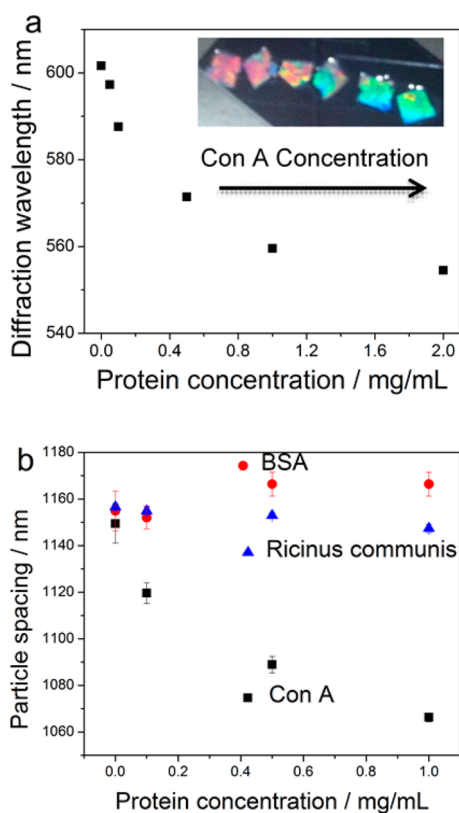 a
Diffraction wavelength / nm
600
580
560
540
Con A Concentration
0.0 0.4 0.8 1.2 1.6 2.0
Protein concentration / mg/mL
b
Particle spacing / nm
1180
1160
1140
1120
1100
1080
1060
BSA
Ricinus communis
Con A
0.0 0.2 0.4 0.6 0.8 1.0
Protein concentration / mg/mL